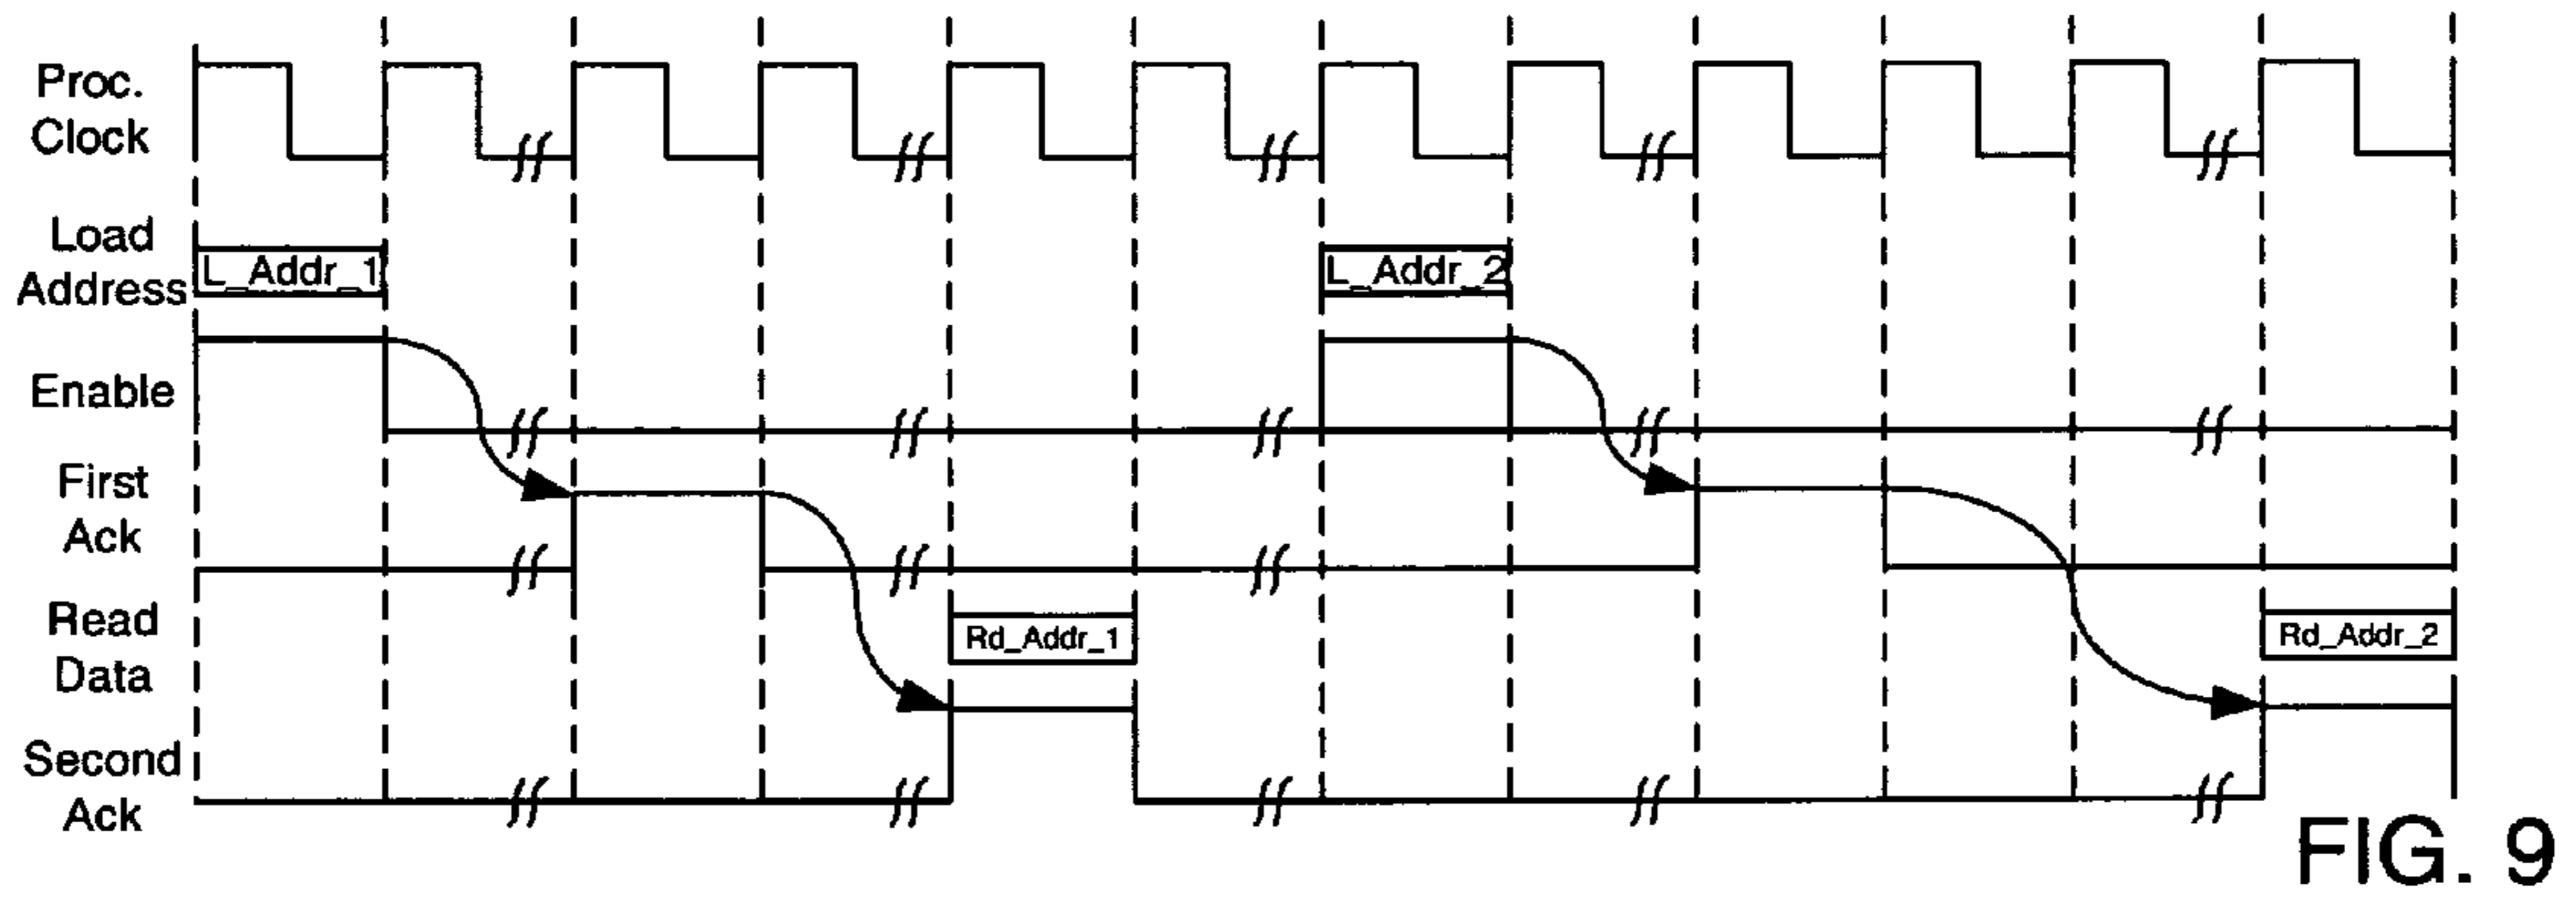 Proc.
Clock
Load
Address
L_Addr_1
L_Addr_2
Enable
First
Ack
Read
Data
Rd_Addr_1
Rd_Addr_2
Second
Ack
FIG. 9